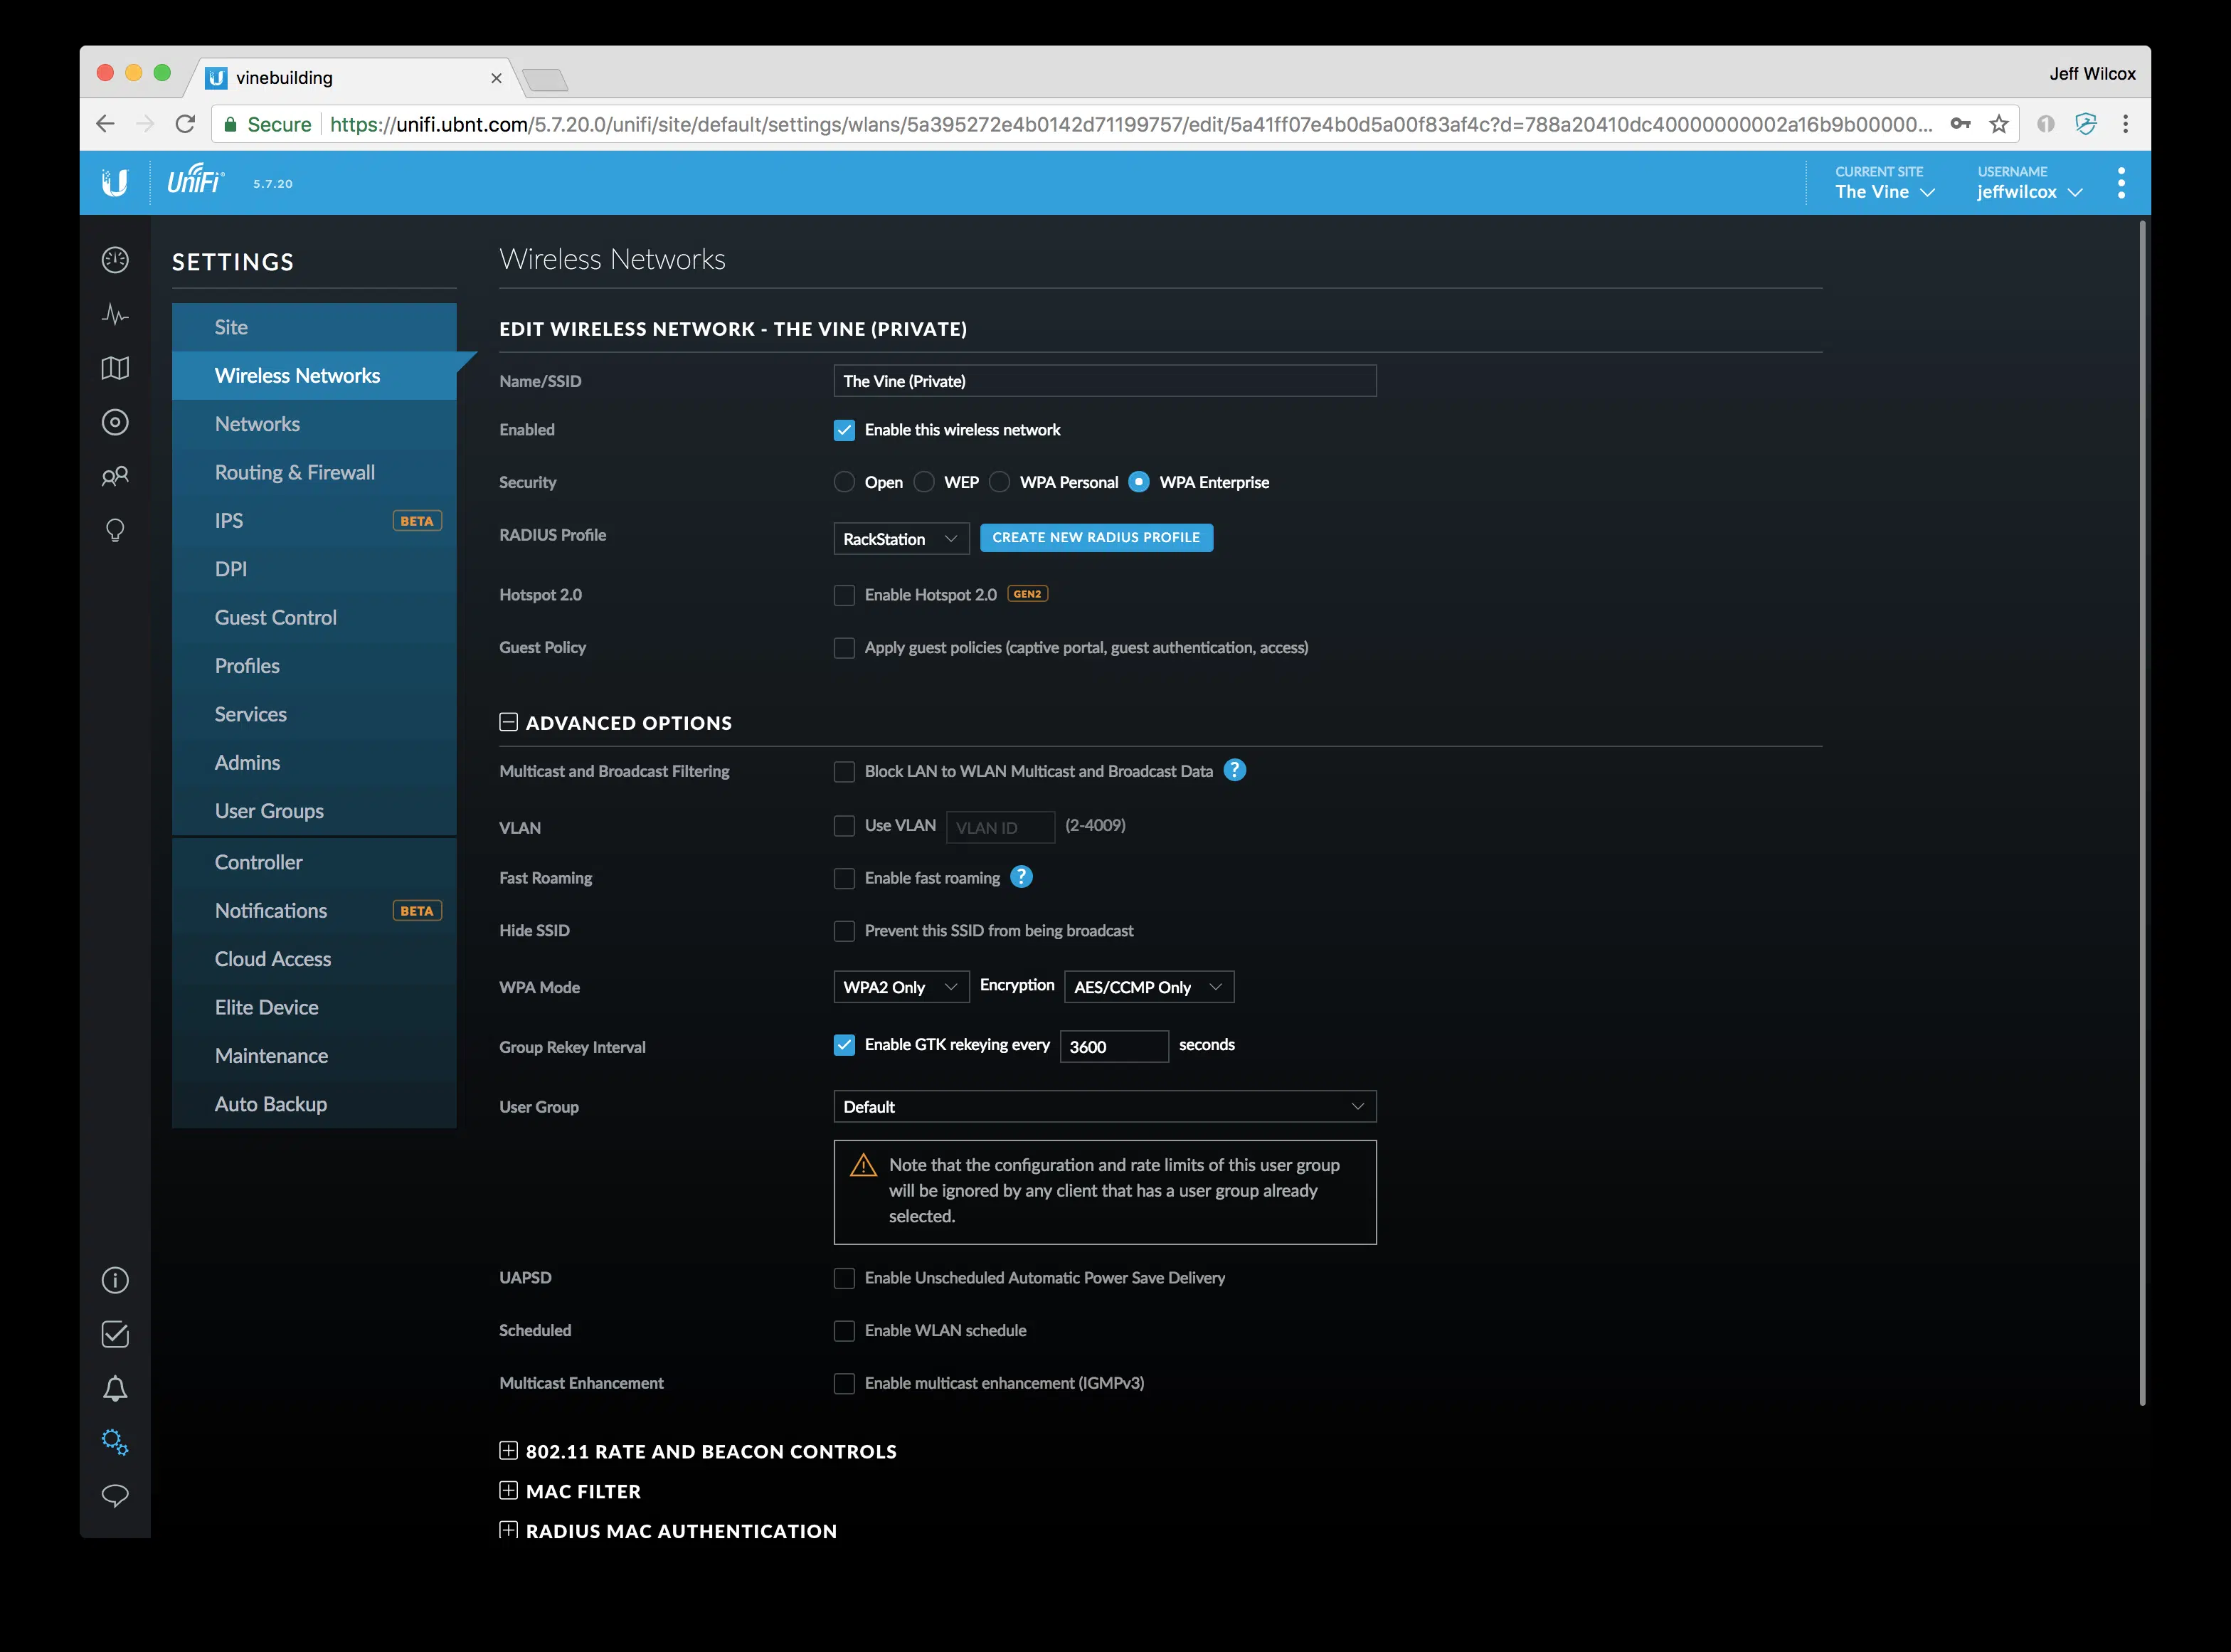 vinebuilding
Jeff Wilcox
Secure https://unifi.ubnt.com/5.7.20.0/unifi/site/default/settings/wlans/5a395272e4b0142d71199757/edit/5a41ff07e4b0d5a00f83af4c?d=788a20410dc40000000002a16b9b00000...
UniFi 5.7.20
CURRENT SITE
The Vine
USERNAME
jeffwilcox
SETTINGS
Site
Wireless Networks
Networks
Routing & Firewall
IPS BETA
DPI
Guest Control
Profiles
Services
Admins
User Groups
Controller
Notifications BETA
Cloud Access
Elite Device
Maintenance
Auto Backup
Wireless Networks
EDIT WIRELESS NETWORK - THE VINE (PRIVATE)
Name/SSID The Vine (Private)
Enabled Enable this wireless network
Security Open WEP WPA Personal WPA Enterprise
RADIUS Profile RackStation CREATE NEW RADIUS PROFILE
Hotspot 2.0 Enable Hotspot 2.0 GEN2
Guest Policy Apply guest policies (captive portal, guest authentication, access)
ADVANCED OPTIONS
Multicast and Broadcast Filtering Block LAN to WLAN Multicast and Broadcast Data ?
VLAN Use VLAN VLAN ID (2-4009)
Fast Roaming Enable fast roaming ?
Hide SSID Prevent this SSID from being broadcast
WPA Mode WPA2 Only Encryption AES/CCMP Only
Group Rekey Interval Enable GTK rekeying every 3600 seconds
User Group Default
Note that the configuration and rate limits of this user group
will be ignored by any client that has a user group already
selected.
UAPSD Enable Unscheduled Automatic Power Save Delivery
Scheduled Enable WLAN schedule
Multicast Enhancement Enable multicast enhancement (IGMPv3)
802.11 RATE AND BEACON CONTROLS
MAC FILTER
RADIUS MAC AUTHENTICATION